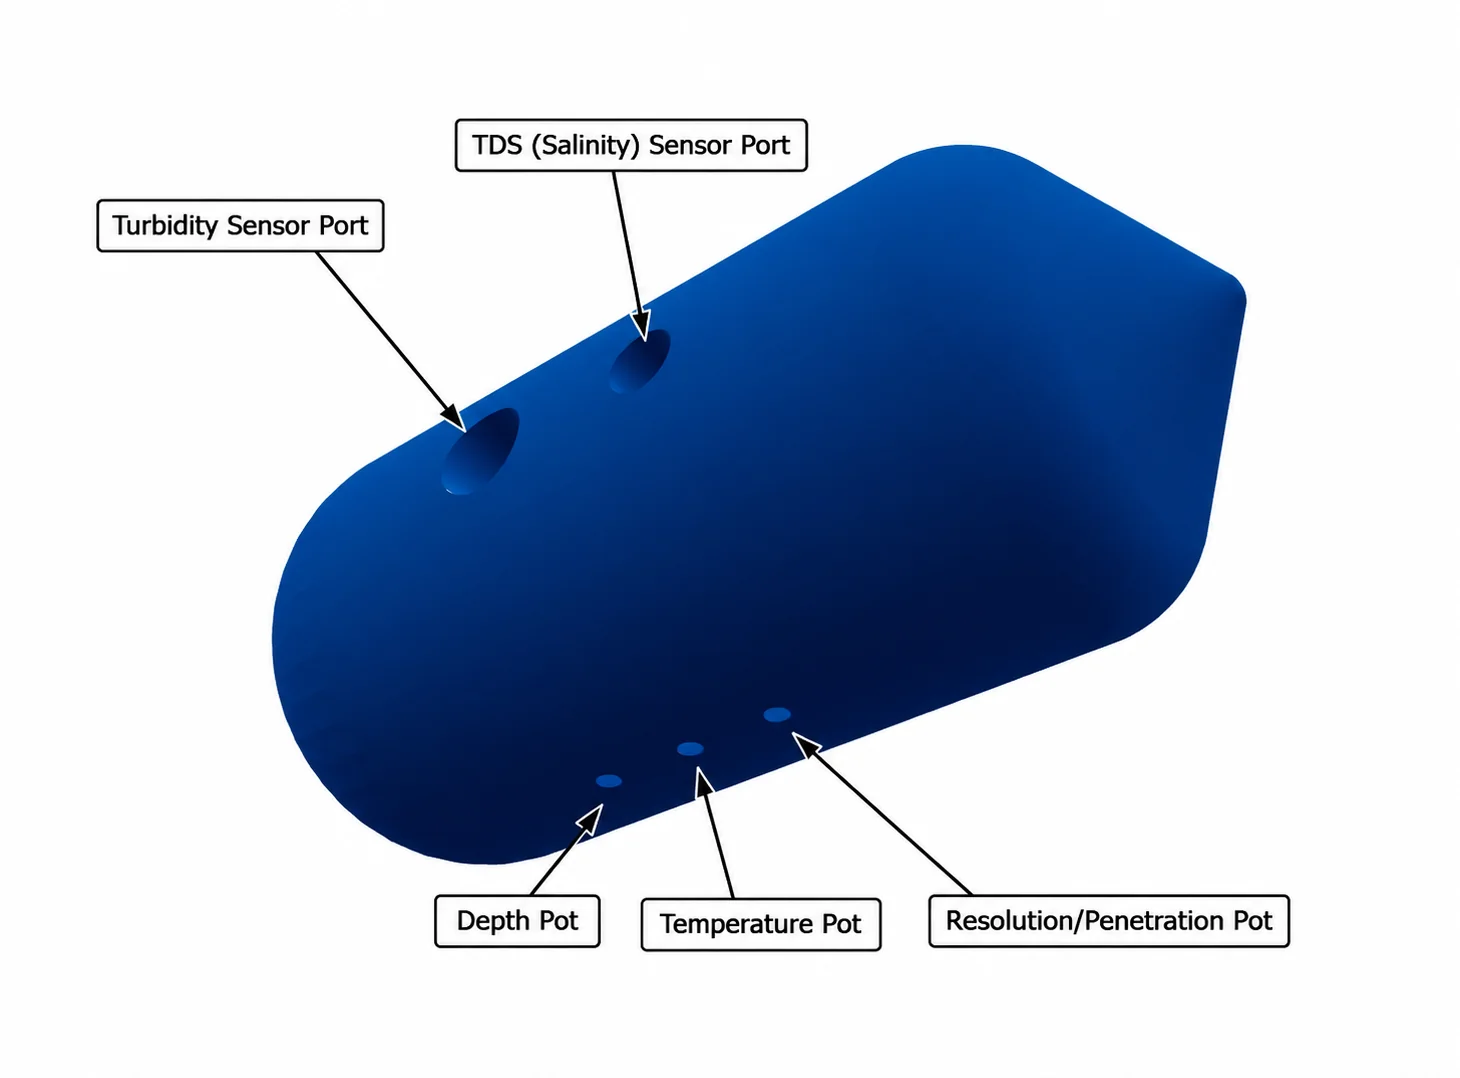 TDS (Salinity) Sensor Port
Turbidity Sensor Port
Depth Pot
Temperature Pot
Resolution/Penetration Pot